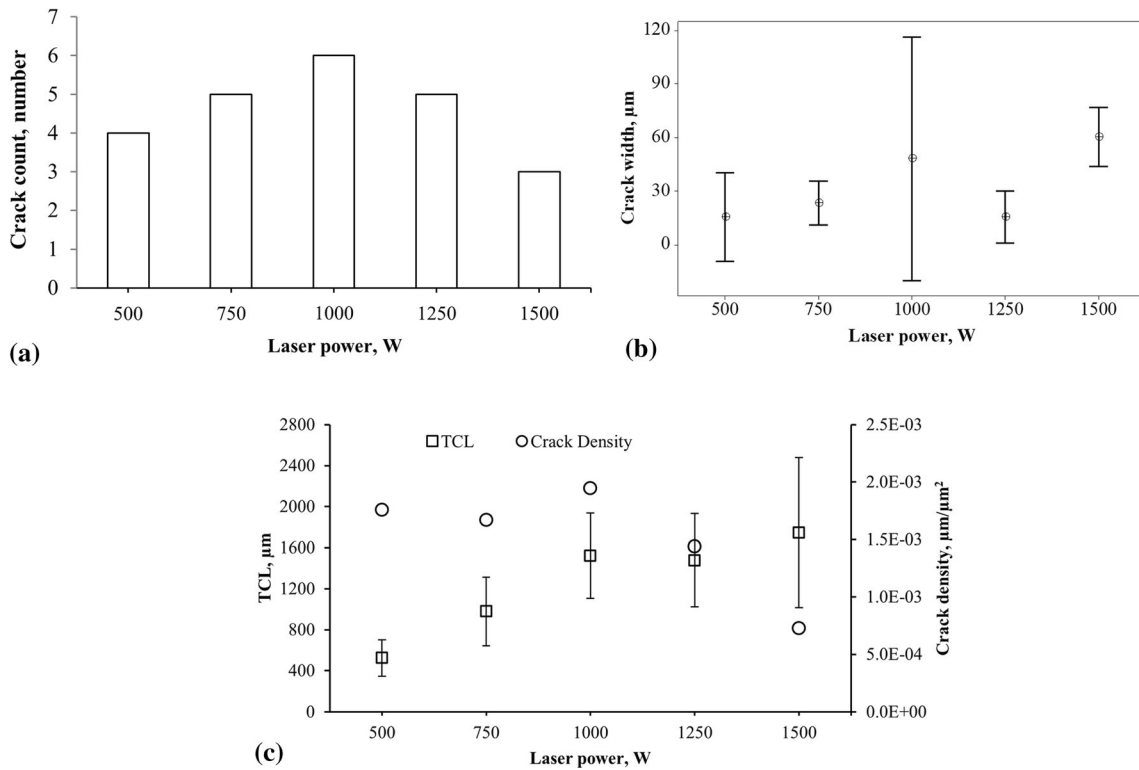 7
6
5
4
3
2
1
0
Crack count, number
500 750 1000 1250 1500
Laser power, W
(a)
120
90
60
30
0
Crack width, μm
500 750 1000 1250 1500
Laser power, W
(b)
2800
2400
2000
1600
1200
800
400
0
TCL, μm
TCL Crack Density
2.5E-03
2.0E-03
1.5E-03
1.0E-03
5.0E-04
0.0E+00
Crack density, μm/μm²
500 750 1000 1250 1500
Laser power, W
(c)